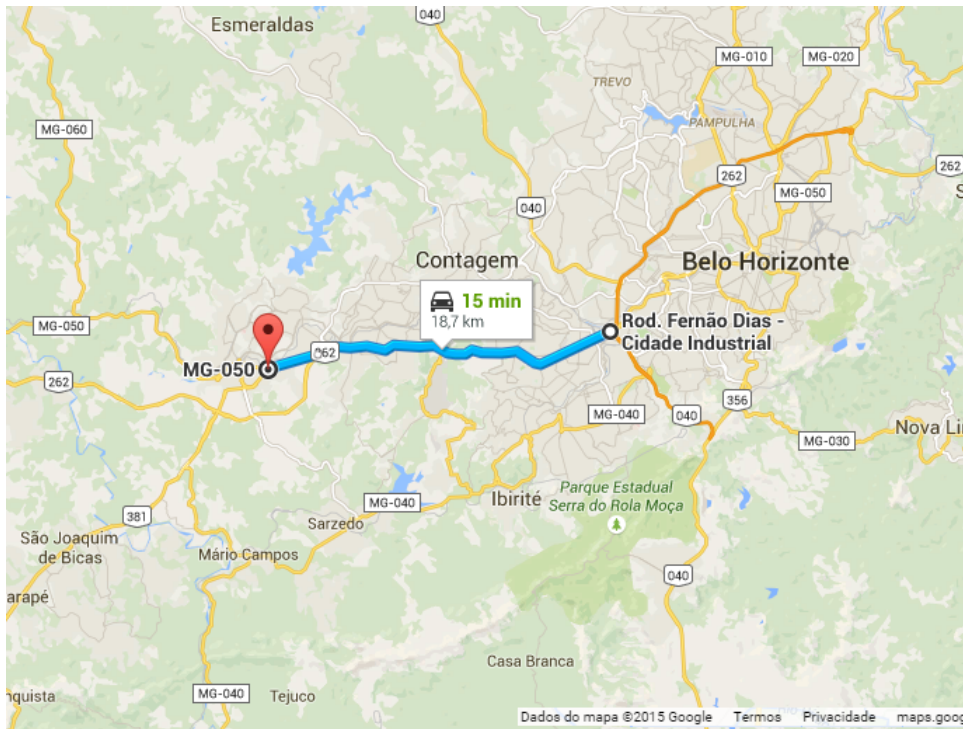 040
Esmeraldas
MG-010
MG-020
TREVO
MG-060
PAMPULHA
262
262
MG-050
040
Contagem
Belo Horizonte
15 min
18,7 km
Rod. Fernão Dias -
Cidade Industrial
MG-050
262
MG-050
262
356
MG-040
040
Nova Li
MG-030
Parque Estadual
Serra do Rola Moça
Ibirité
MG-040
381
Sarzedo
São Joaquim
de Bicas
Mário Campos
040
arapé
Casa Branca
nquista
MG-040
Tejuco
Dados do mapa ©2015 Google
Termos
Privacidade
maps.goog